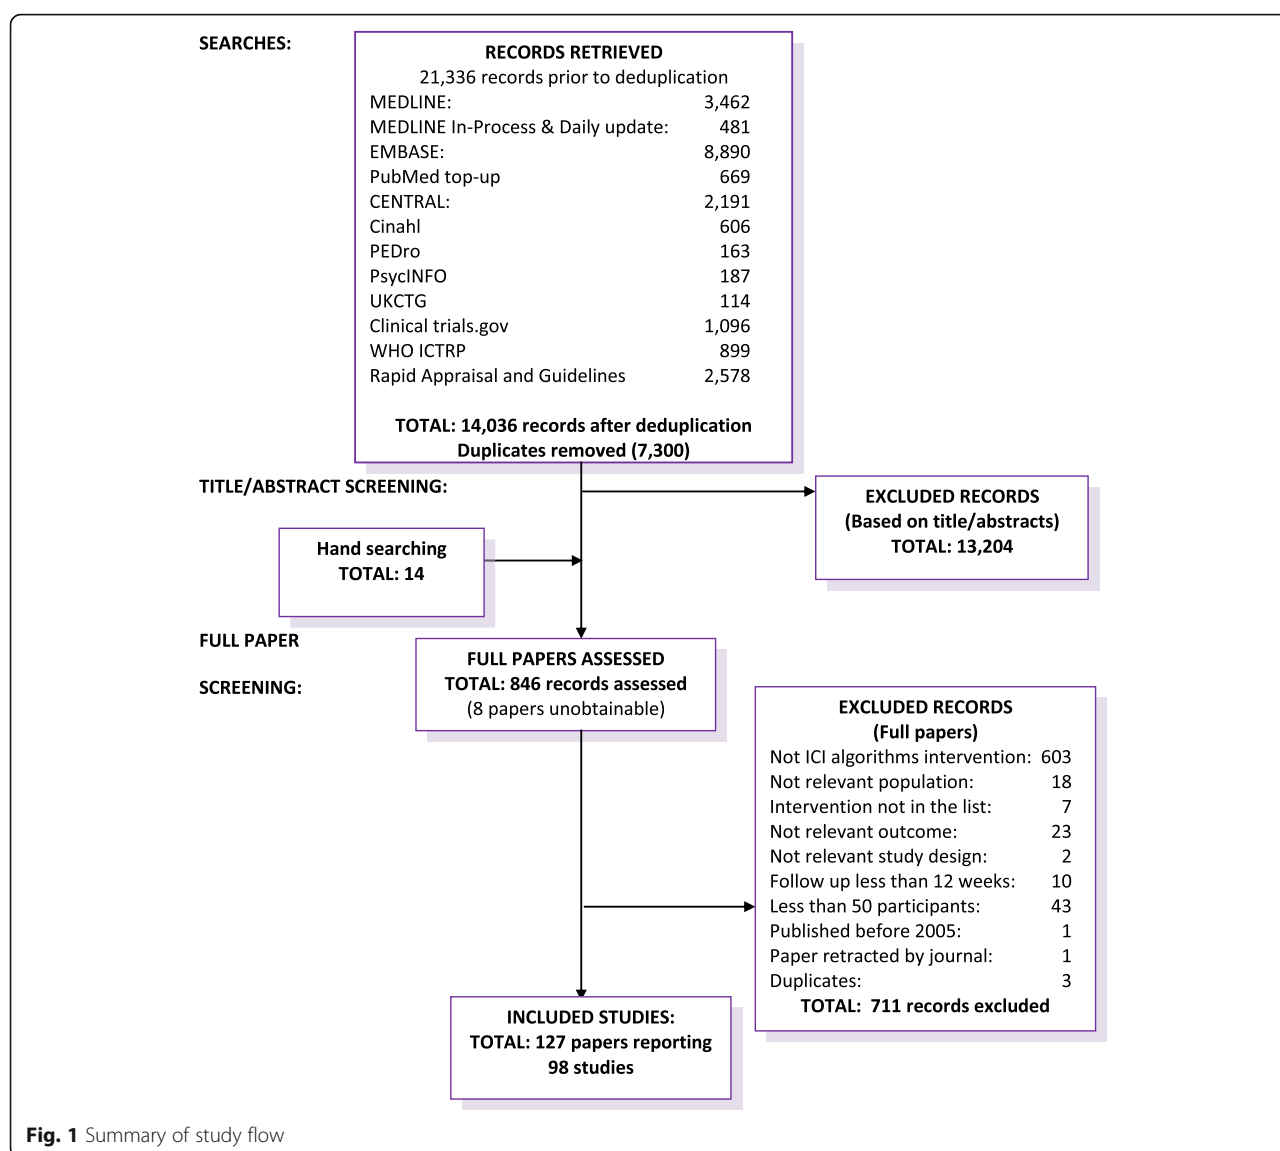 SEARCHES:
RECORDS RETRIEVED
21,336 records prior to deduplication
MEDLINE: 3,462
MEDLINE In-Process & Daily update: 481
EMBASE: 8,890
PubMed top-up 669
CENTRAL: 2,191
Cinahl 606
PEDro 163
PsycINFO 187
UKCTG 114
Clinical trials.gov 1,096
WHO ICTRP 899
Rapid Appraisal and Guidelines 2,578
TOTAL: 14,036 records after deduplication
Duplicates removed (7,300)
TITLE/ABSTRACT SCREENING:
EXCLUDED RECORDS
(Based on title/abstracts)
TOTAL: 13,204
Hand searching
TOTAL: 14
FULL PAPER
SCREENING:
FULL PAPERS ASSESSED
TOTAL: 846 records assessed
(8 papers unobtainable)
EXCLUDED RECORDS
(Full papers)
Not ICI algorithms intervention: 603
Not relevant population: 18
Intervention not in the list: 7
Not relevant outcome: 23
Not relevant study design: 2
Follow up less than 12 weeks: 10
Less than 50 participants: 43
Published before 2005: 1
Paper retracted by journal: 1
Duplicates: 3
TOTAL: 711 records excluded
INCLUDED STUDIES:
TOTAL: 127 papers reporting
98 studies
Fig. 1 Summary of study flow